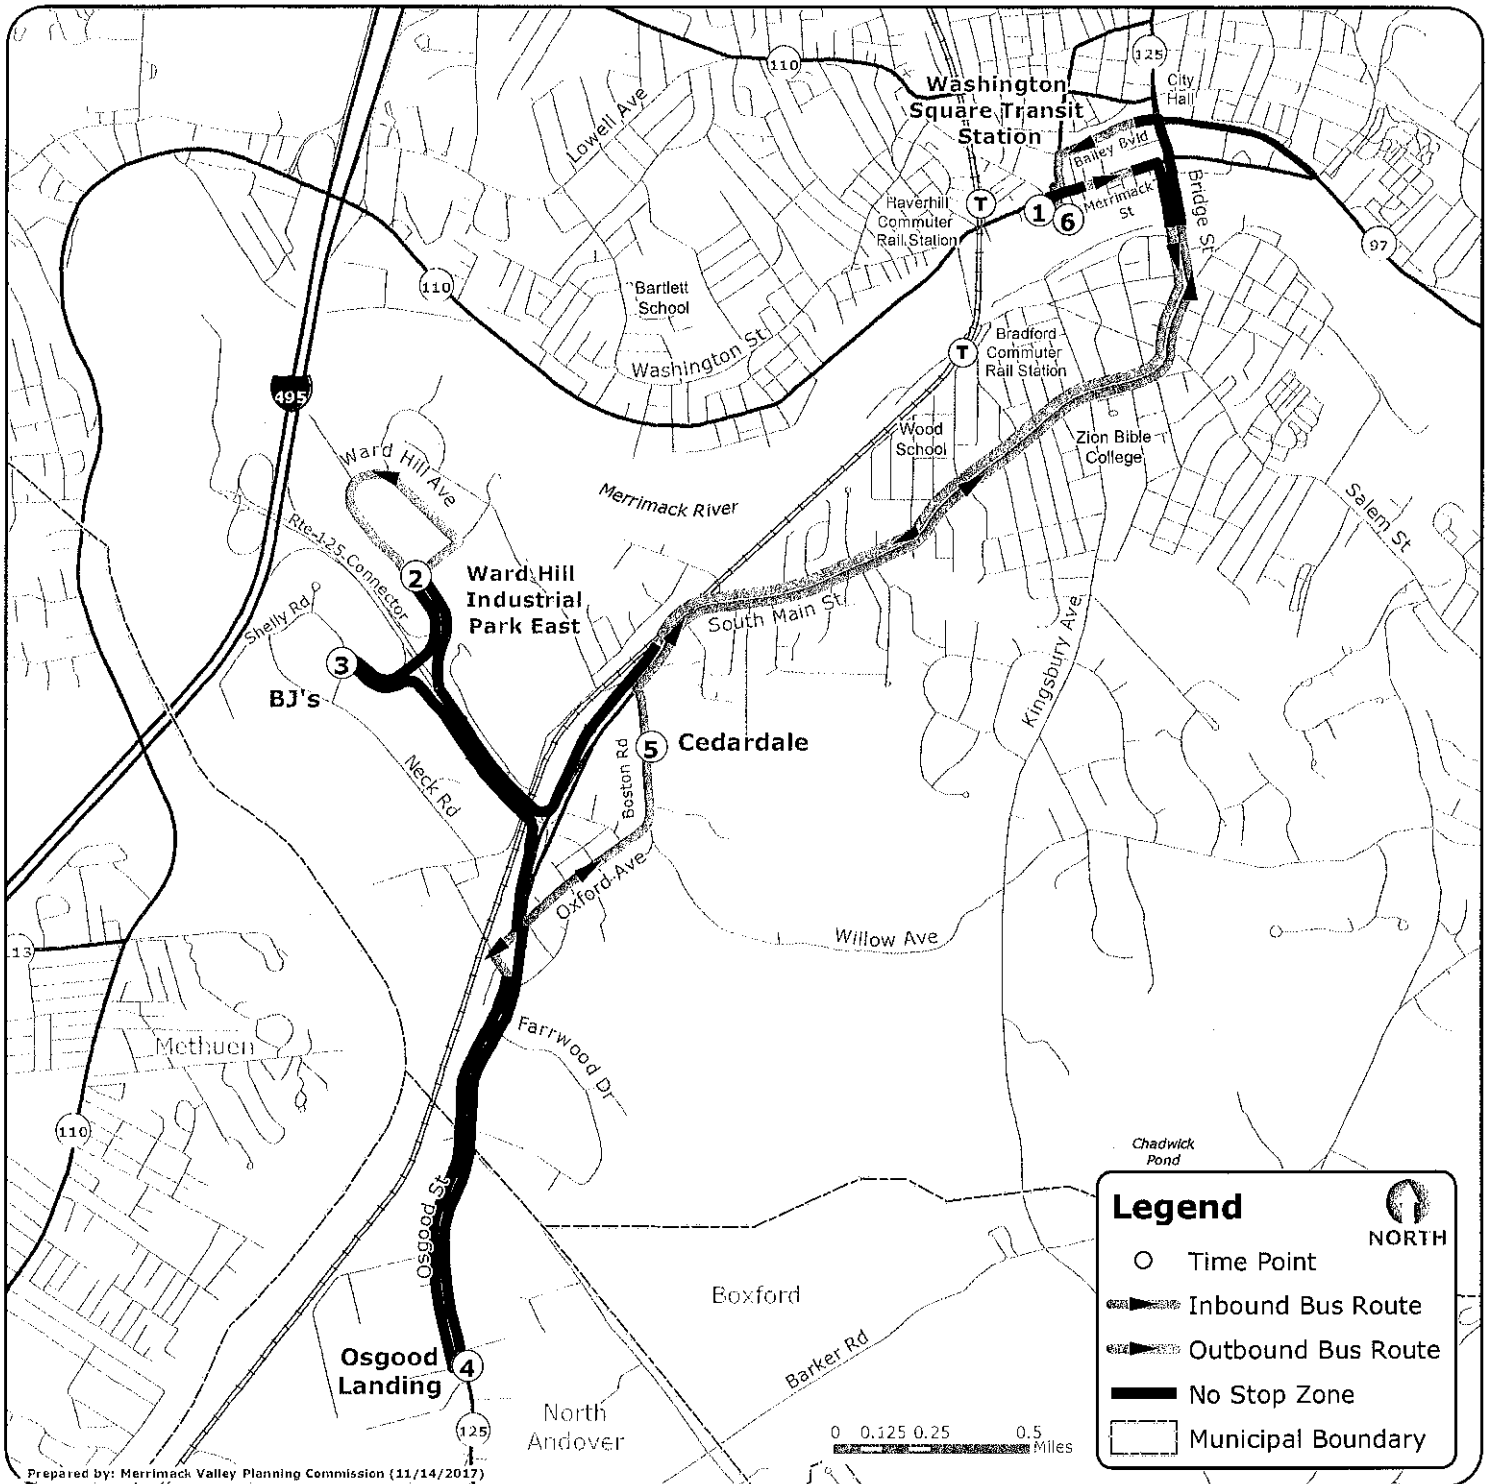 110
125
City
Hall
Washington
Square Transit
Station
Lowell Ave
Bailey Blvd
Bridge St
Merrimack
St
Haverhill
Commuter
Rail Station
T
1
6
97
110
Bartlett
School
Washington St
T
Bradford
Commuter
Rail Station
495
Wood
School
Zion Bible
College
Ward Hill Ave
Merrimack River
Salem St
Rte 125 Connector
2
Ward Hill
Industrial
Park East
Shelly Rd
South Main St
Kingsbury Ave
3
BJ's
Boston Rd
5
Cedardale
Neck Rd
Oxford Ave
Willow Ave
13
Farrwood Dr
Methuen
110
Chadwick
Pond
Osgood St
Boxford
Barker Rd
Osgood
Landing
4
North
Andover
125
0 0.125 0.25 0.5
Miles
Legend
NORTH
Time Point
Inbound Bus Route
Outbound Bus Route
No Stop Zone
Municipal Boundary
Prepared by: Merrimack Valley Planning Commission (11/14/2017)